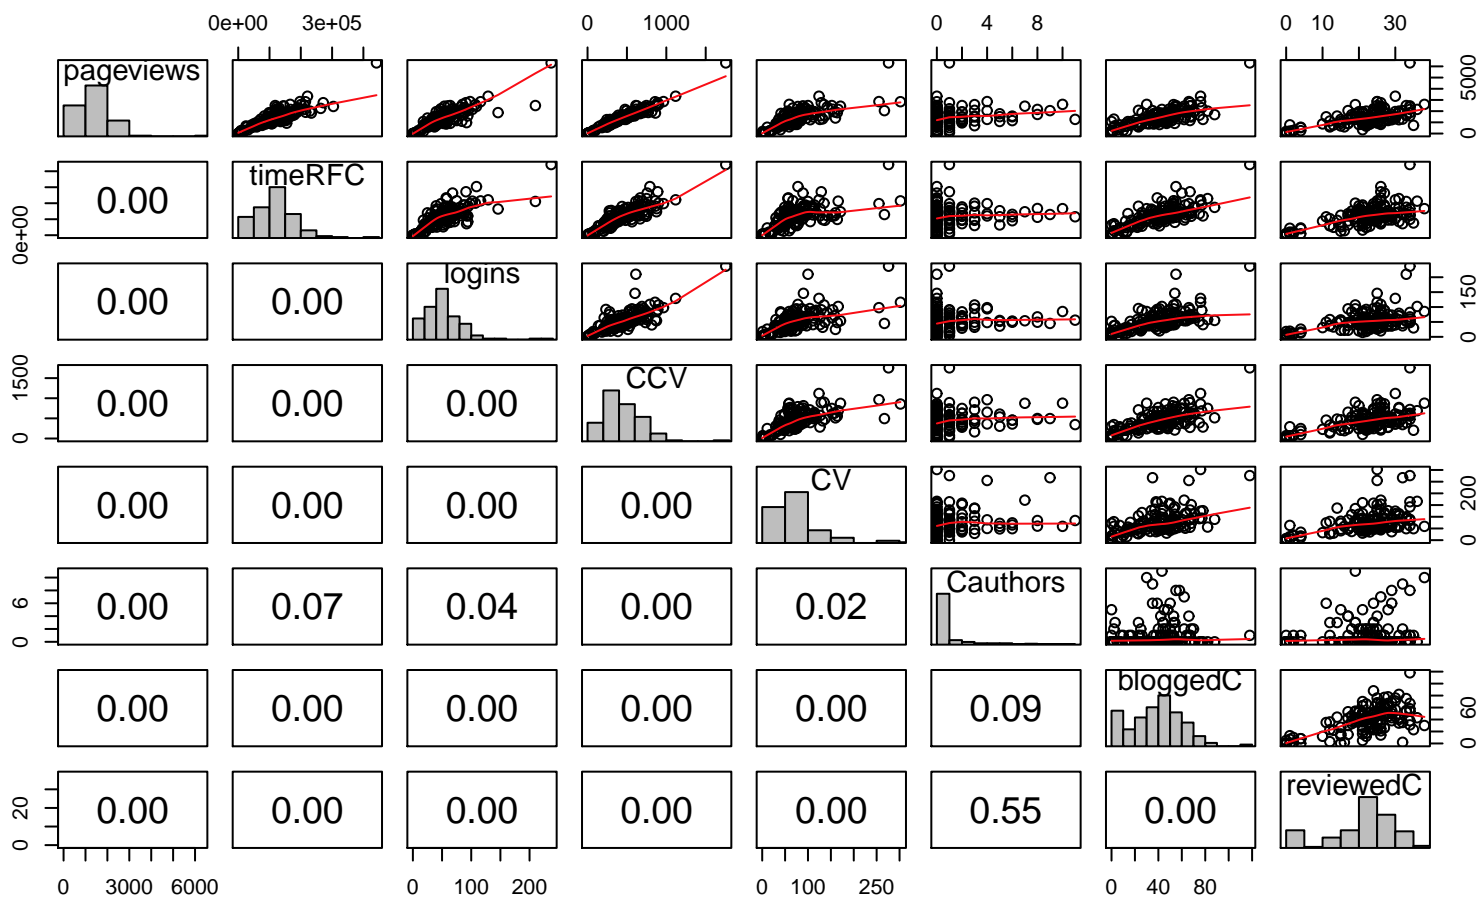 0e+00 3e+05 0 1000 0 4 8 0 10 30
pageviews
0 5000
timeRFC
0e+00
0.00
logins
0.00 0.00
0 150
CCV
0 1500
0.00 0.00 0.00
CV
0.00 0.00 0.00 0.00
0 200
Cauthors
0 6
0.00 0.07 0.04 0.00 0.02
bloggedC
0.00 0.00 0.00 0.00 0.00 0.09
0 60
reviewedC
0 20
0.00 0.00 0.00 0.00 0.00 0.55 0.00
0 3000 6000 0 100 200 0 100 250 0 40 80